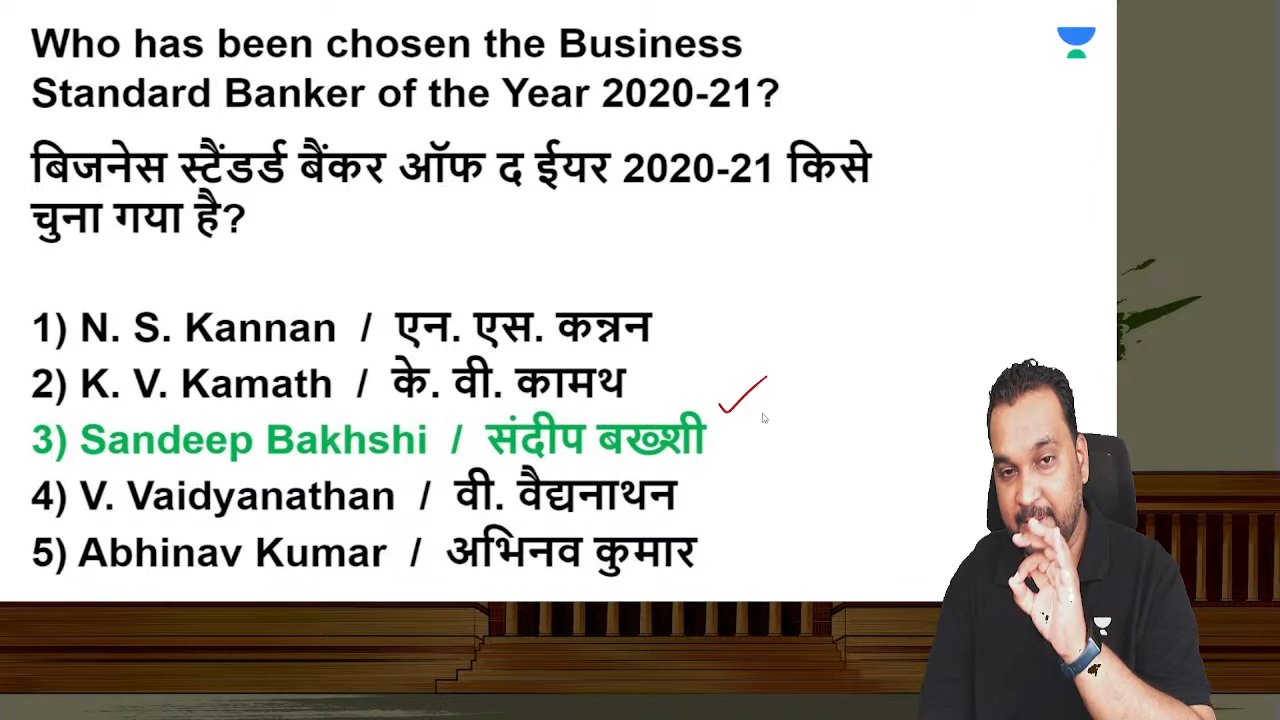 Who has been chosen the Business
Standard Banker of the Year 2020-21?
बिजनेस स्टैंडर्ड बैंकर ऑफ द ईयर 2020-21 किसे
चुना गया है?
1) N. S. Kannan / एन. एस. कन्नन
2) K. V. Kamath / के. वी. कामथ
3) Sandeep Bakhshi / संदीप बख्शी
4) V. Vaidyanathan / वी. वैद्यनाथन
5) Abhinav Kumar / अभिनव कुमार